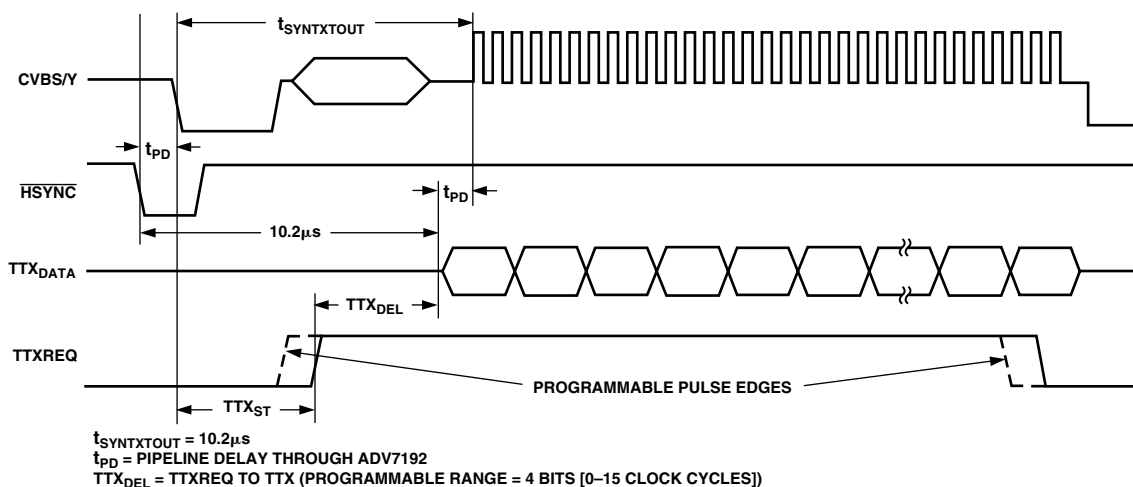 tSYNTXTOUT
CVBS/Y
tPD
HSYNC
tPD
10.2μs
TTXDATA
TTXDEL
TTXREQ
PROGRAMMABLE PULSE EDGES
TTXST
tSYNTXTOUT = 10.2μs
tPD = PIPELINE DELAY THROUGH ADV7192
TTXDEL = TTXREQ TO TTX (PROGRAMMABLE RANGE = 4 BITS [0–15 CLOCK CYCLES])